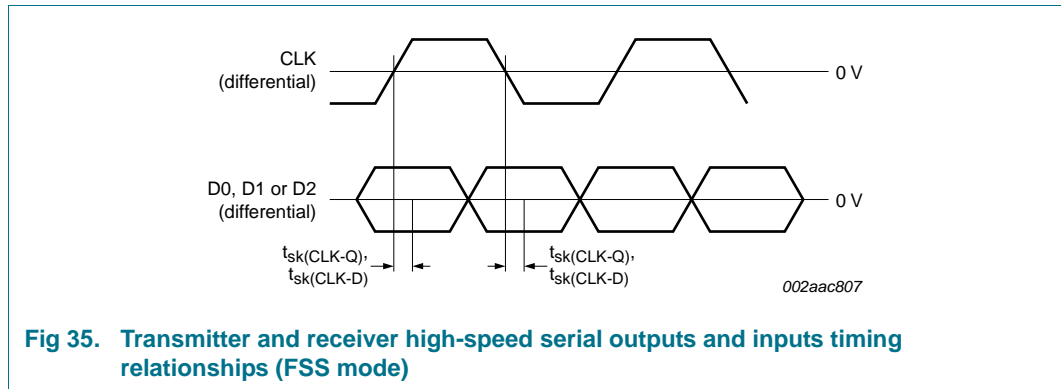 CLK
(differential)
0 V
D0, D1 or D2
(differential)
0 V
tsk(CLK-Q),
tsk(CLK-D)
tsk(CLK-Q),
tsk(CLK-D)
002aac807
Fig 35. Transmitter and receiver high-speed serial outputs and inputs timing
relationships (FSS mode)